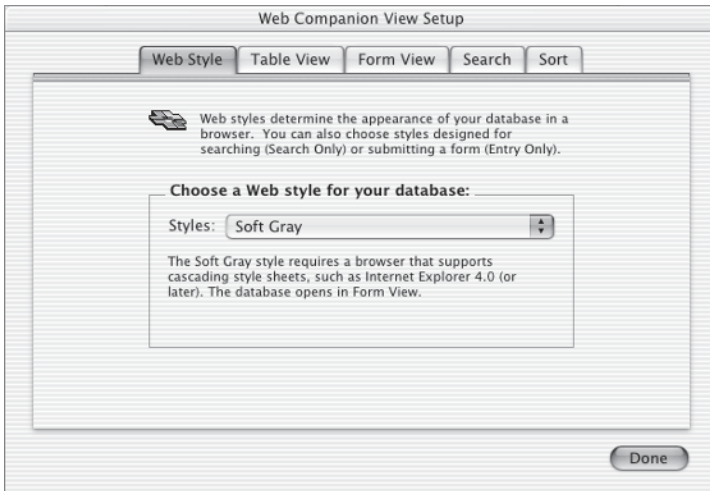 Web Companion View Setup
Web Style Table View Form View Search Sort
Web styles determine the appearance of your database in a
browser. You can also choose styles designed for
searching (Search Only) or submitting a form (Entry Only).
Choose a Web style for your database:
Styles: Soft Gray
The Soft Gray style requires a browser that supports
cascading style sheets, such as Internet Explorer 4.0 (or
later). The database opens in Form View.
Done